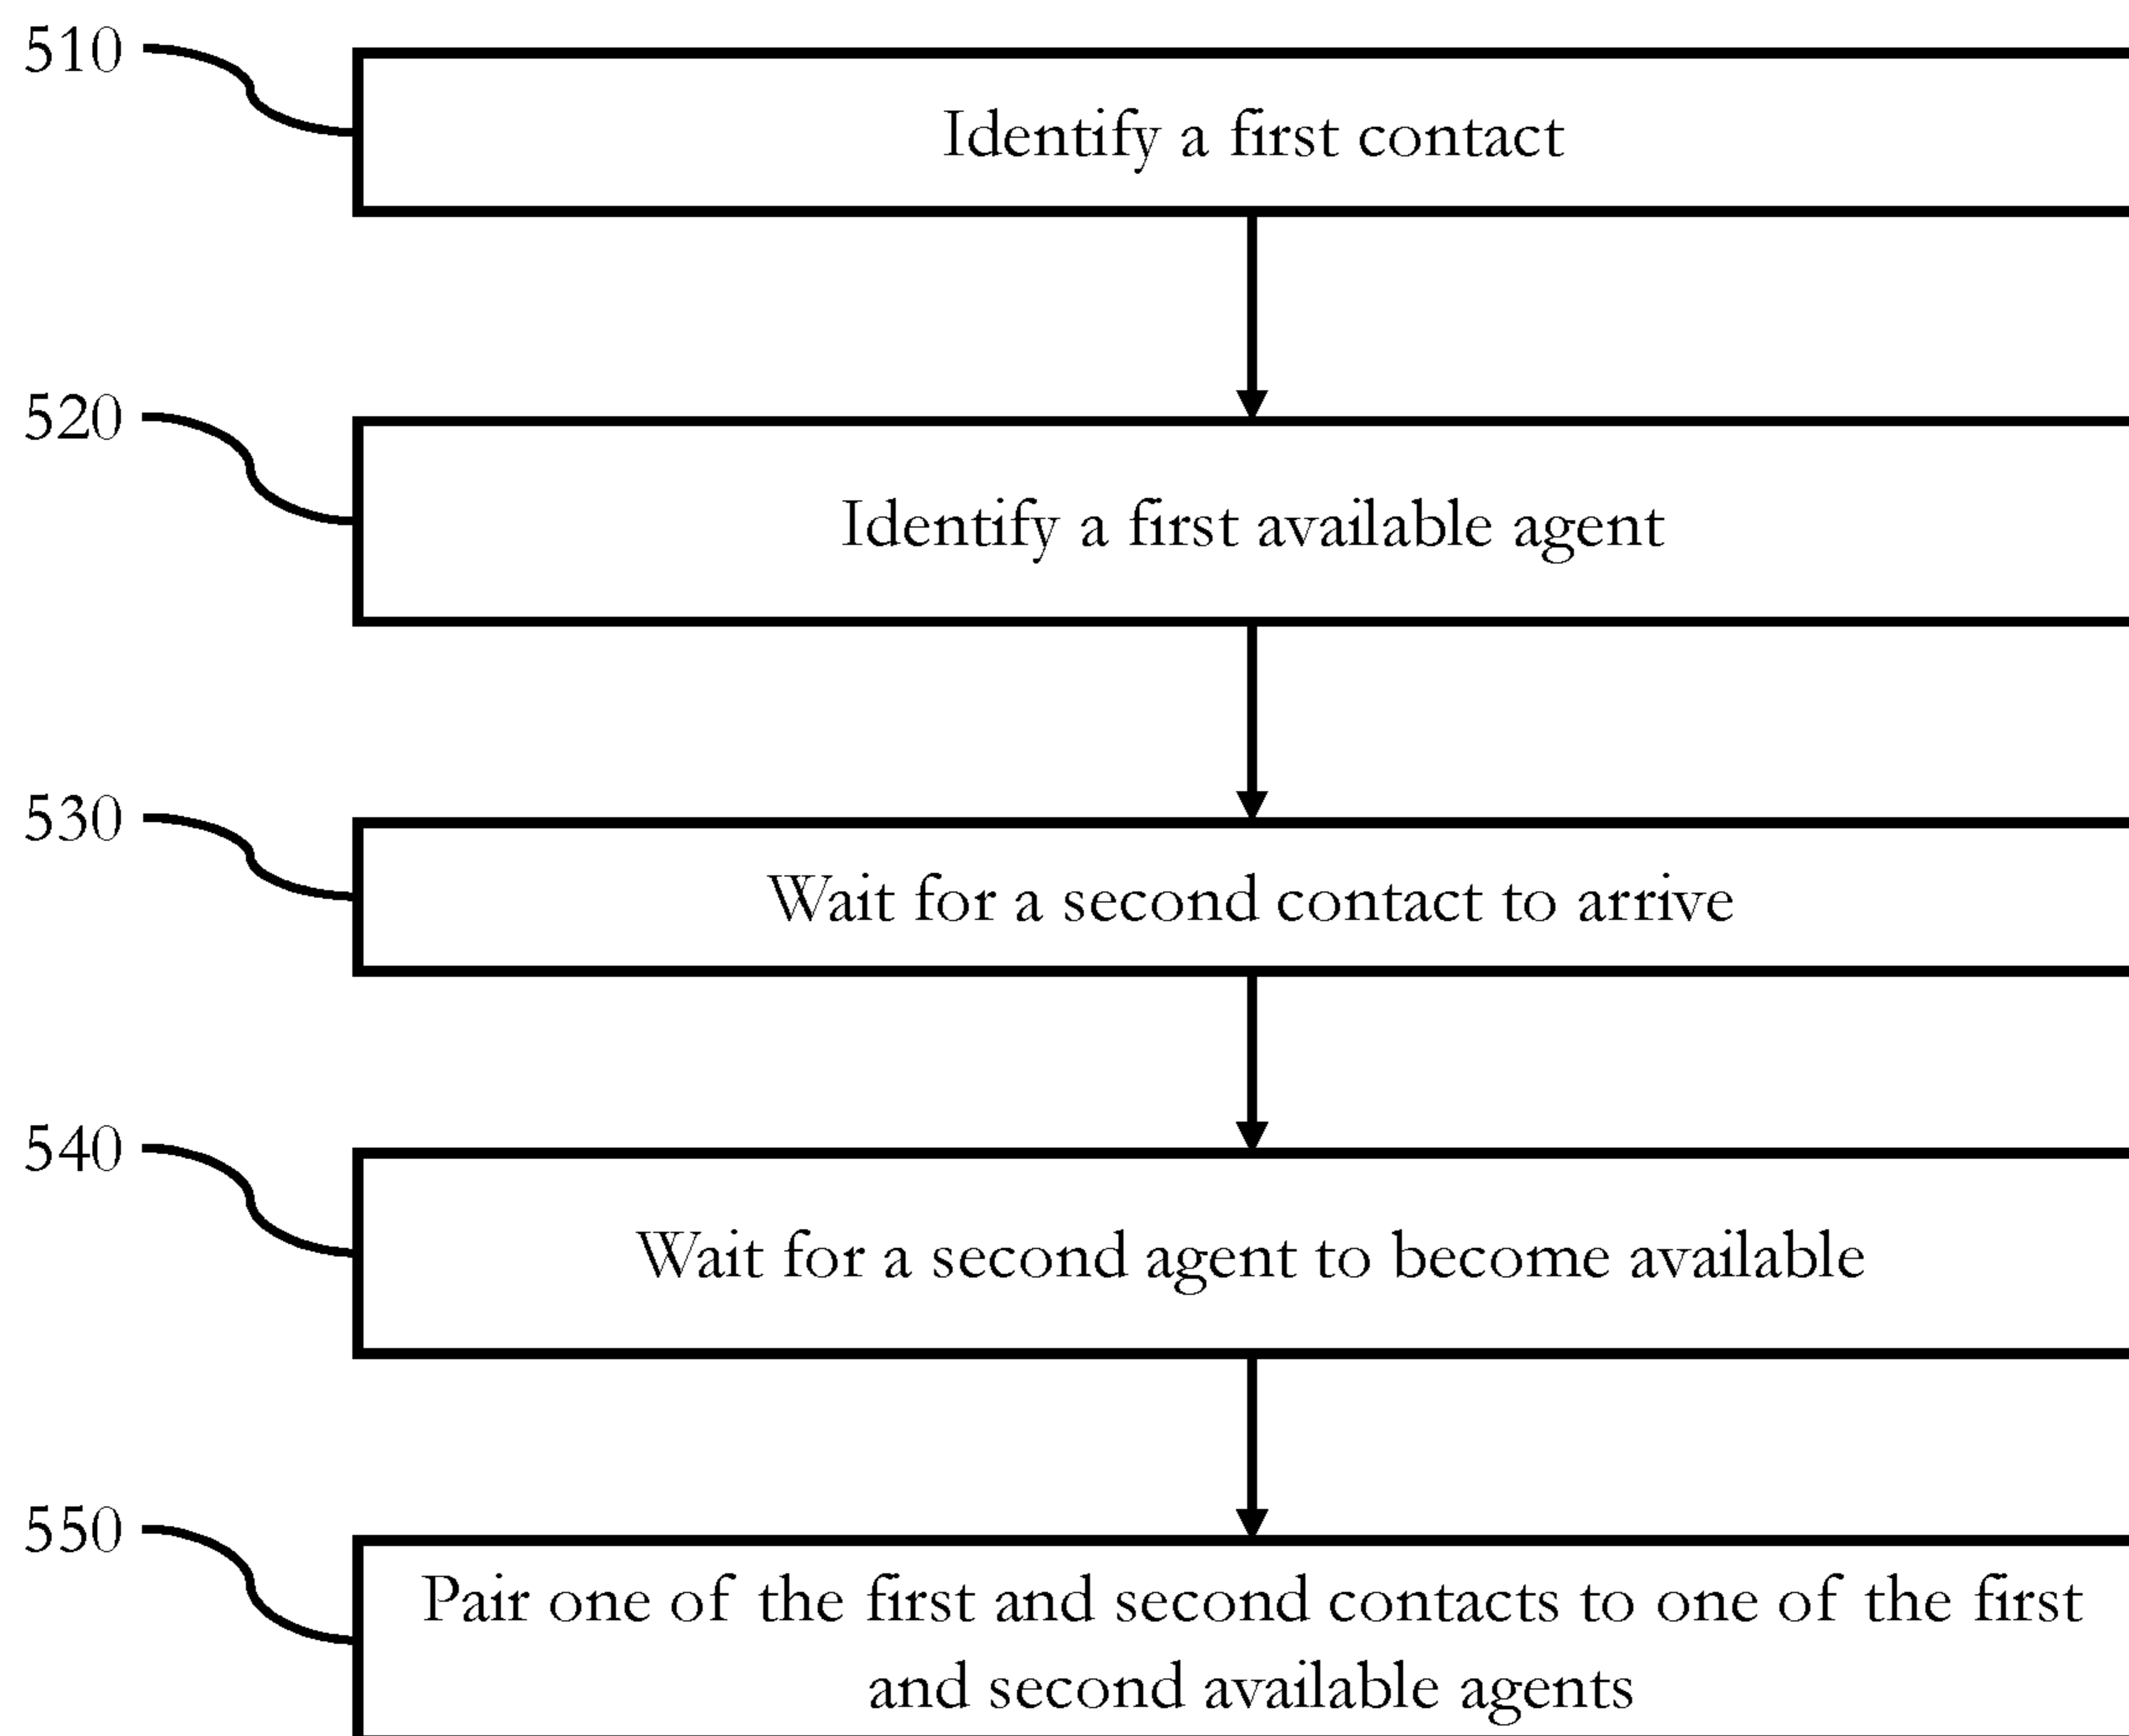 510
Identify a first contact
520
Identify a first available agent
530
Wait for a second contact to arrive
540
Wait for a second agent to become available
550
Pair one of the first and second contacts to one of the first
and second available agents